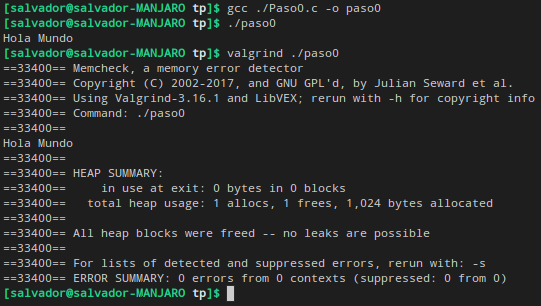 [salvador@salvador-MANJARO tp]$ gcc ./Paso0.c -o paso0
[salvador@salvador-MANJARO tp]$ ./paso0
Hola Mundo
[salvador@salvador-MANJARO tp]$ valgrind ./paso0
==33400== Memcheck, a memory error detector
==33400== Copyright (C) 2002-2017, and GNU GPL'd, by Julian Seward et al.
==33400== Using Valgrind-3.16.1 and LibVEX; rerun with -h for copyright info
==33400== Command: ./paso0
==33400==
Hola Mundo
==33400==
==33400== HEAP SUMMARY:
==33400==     in use at exit: 0 bytes in 0 blocks
==33400==   total heap usage: 1 allocs, 1 frees, 1,024 bytes allocated
==33400==
==33400== All heap blocks were freed -- no leaks are possible
==33400==
==33400== For lists of detected and suppressed errors, rerun with: -s
==33400== ERROR SUMMARY: 0 errors from 0 contexts (suppressed: 0 from 0)
[salvador@salvador-MANJARO tp]$